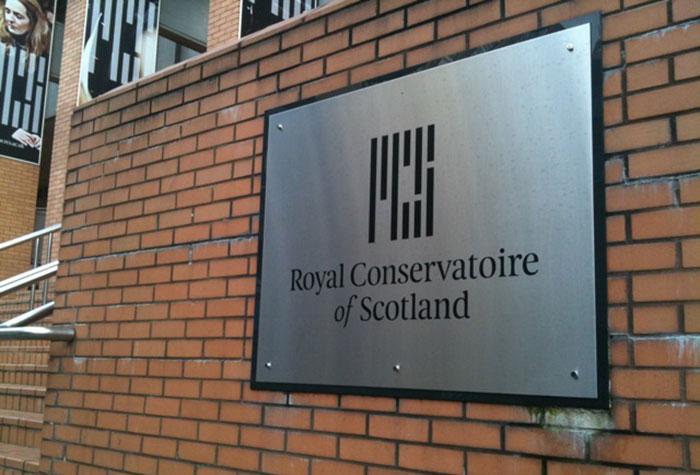 Royal Conservatoire
of Scotland